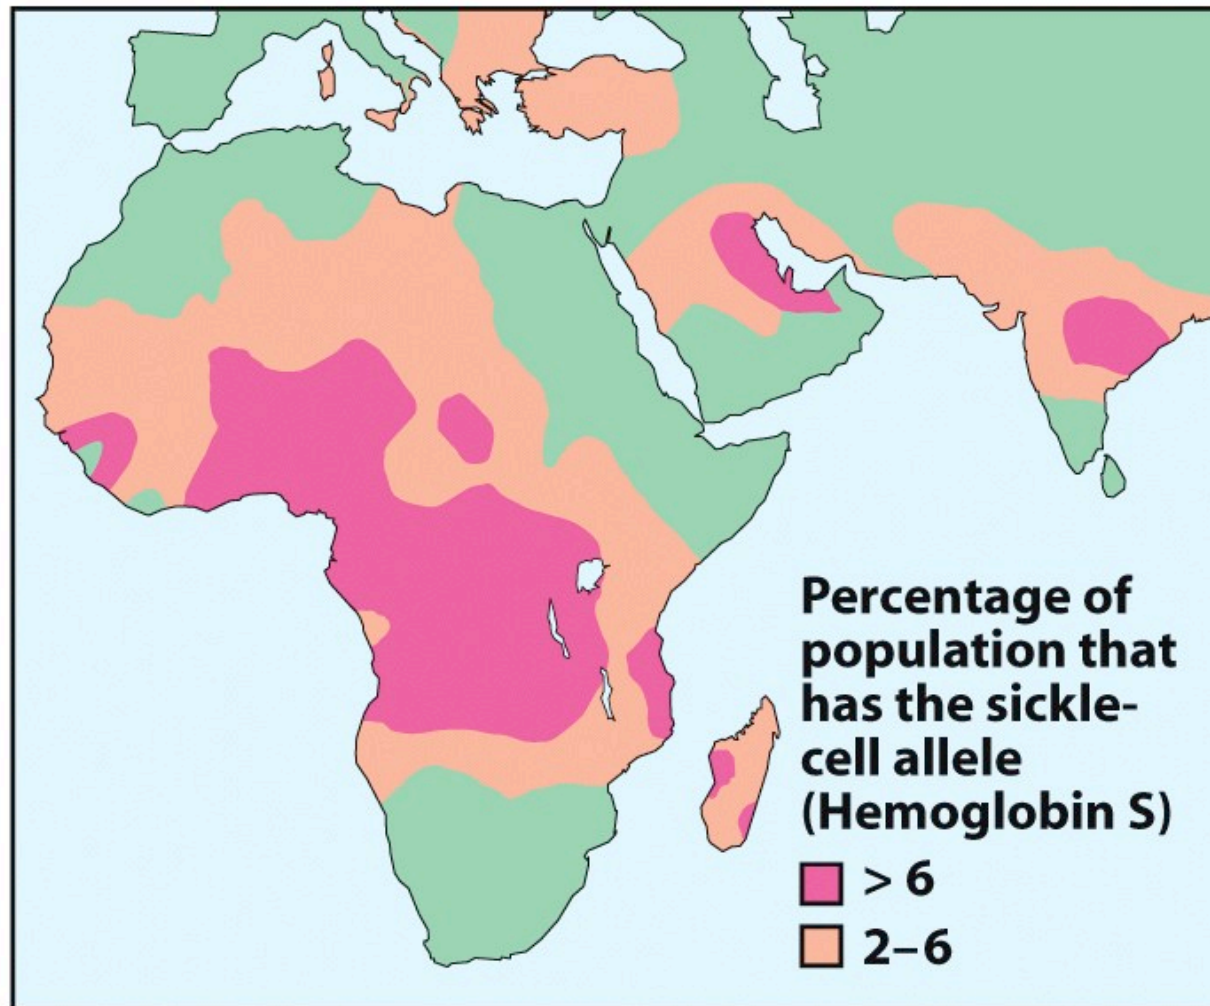 Percentage of
population that
has the sickle-
cell allele
(Hemoglobin S)
> 6
2–6